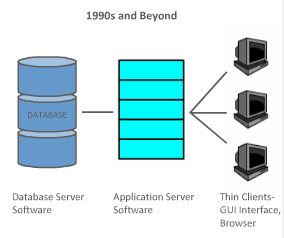 1990s and Beyond
DATABASE
Database Server
Software
Application Server
Software
Thin Clients-
GUI Interface,
Browser